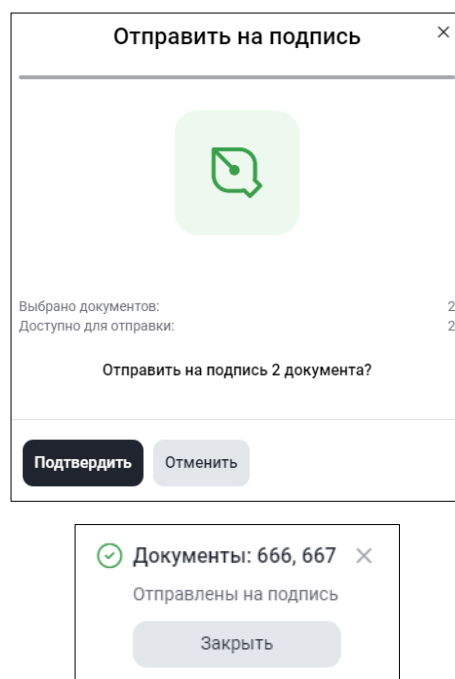 Отправить на подпись
Выбрано документов: 2
Доступно для отправки: 2
Отправить на подпись 2 документа?
Подтвердить Отменить
Документы: 666, 667
Отправлены на подпись
Закрыть